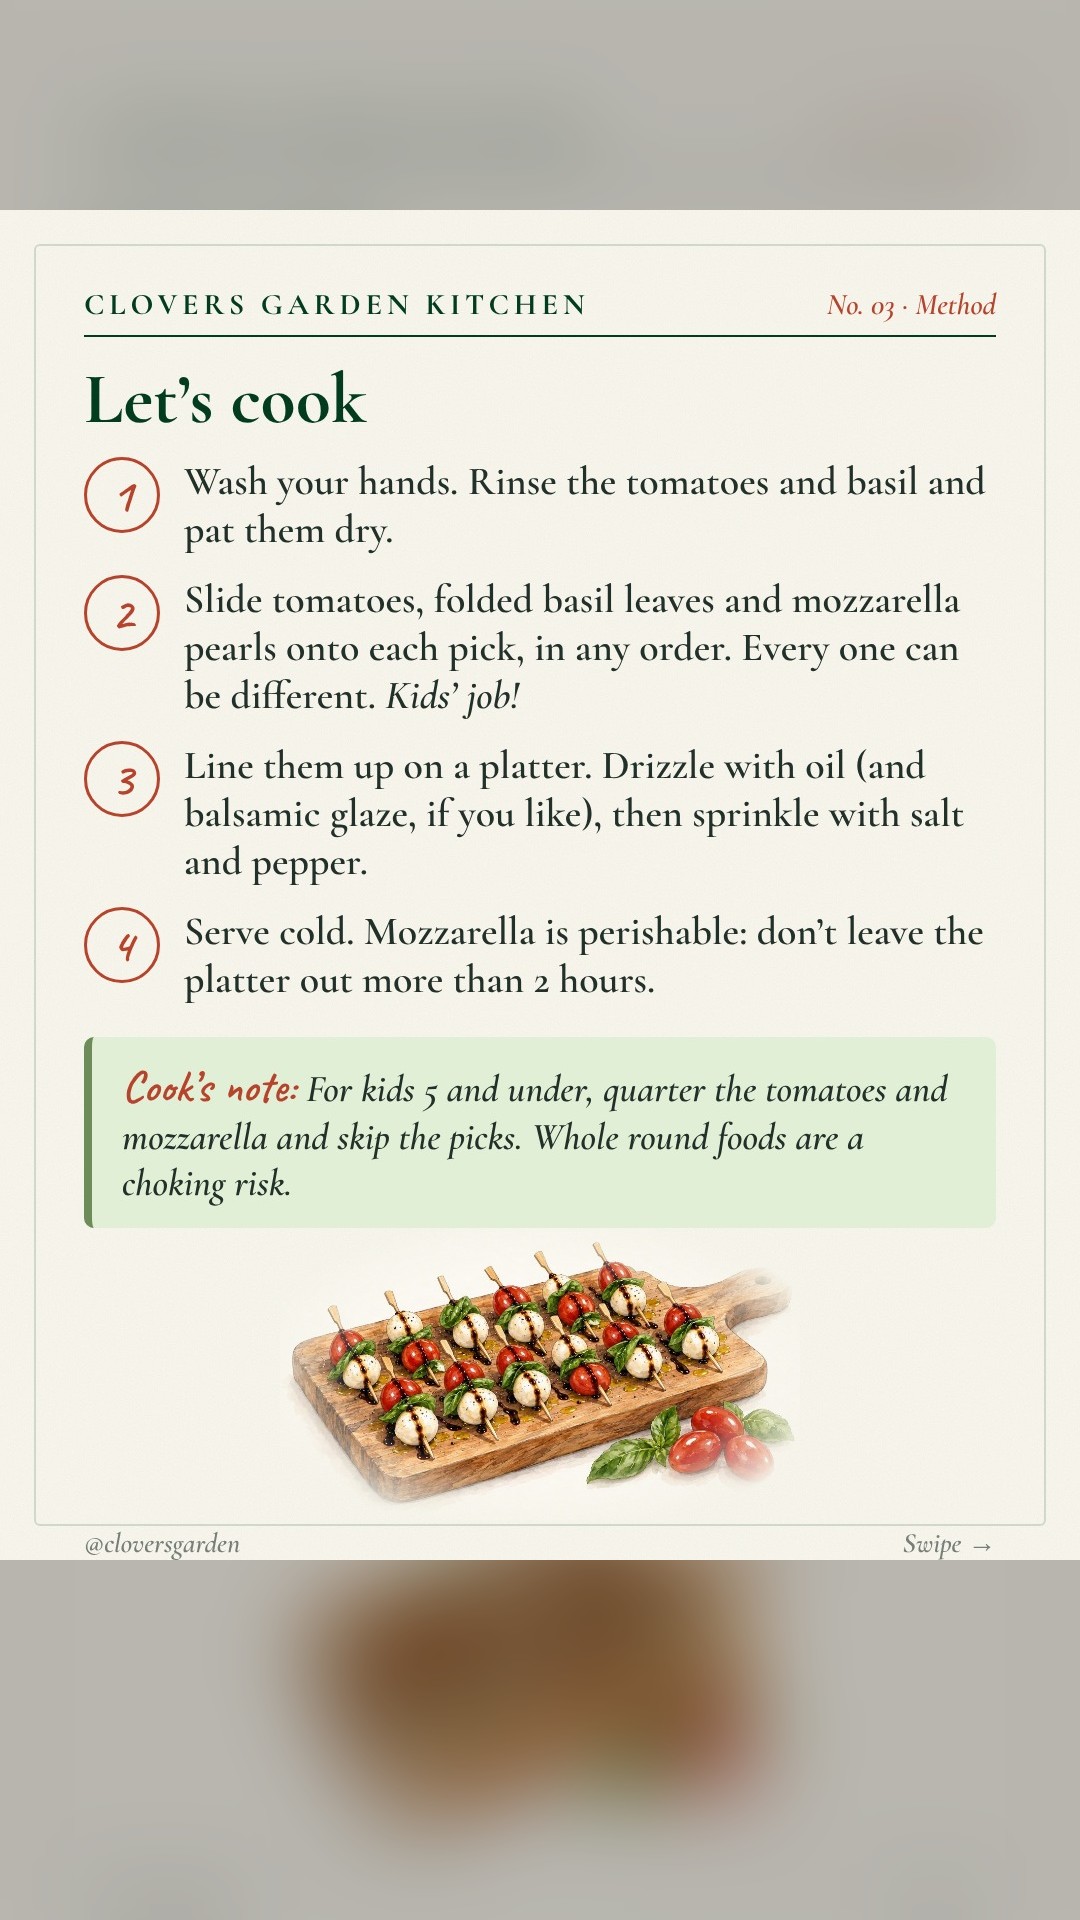 CLOVERS GARDEN KITCHEN
No. 03 · Method
Let’s cook
1
Wash your hands. Rinse the tomatoes and basil and
pat them dry.
2
Slide tomatoes, folded basil leaves and mozzarella
pearls onto each pick, in any order. Every one can
be different. Kids’ job!
3
Line them up on a platter. Drizzle with oil (and
balsamic glaze, if you like), then sprinkle with salt
and pepper.
4
Serve cold. Mozzarella is perishable: don’t leave the
platter out more than 2 hours.
Cook’s note: For kids 5 and under, quarter the tomatoes and
mozzarella and skip the picks. Whole round foods are a
choking risk.
@cloversgarden
Swipe →